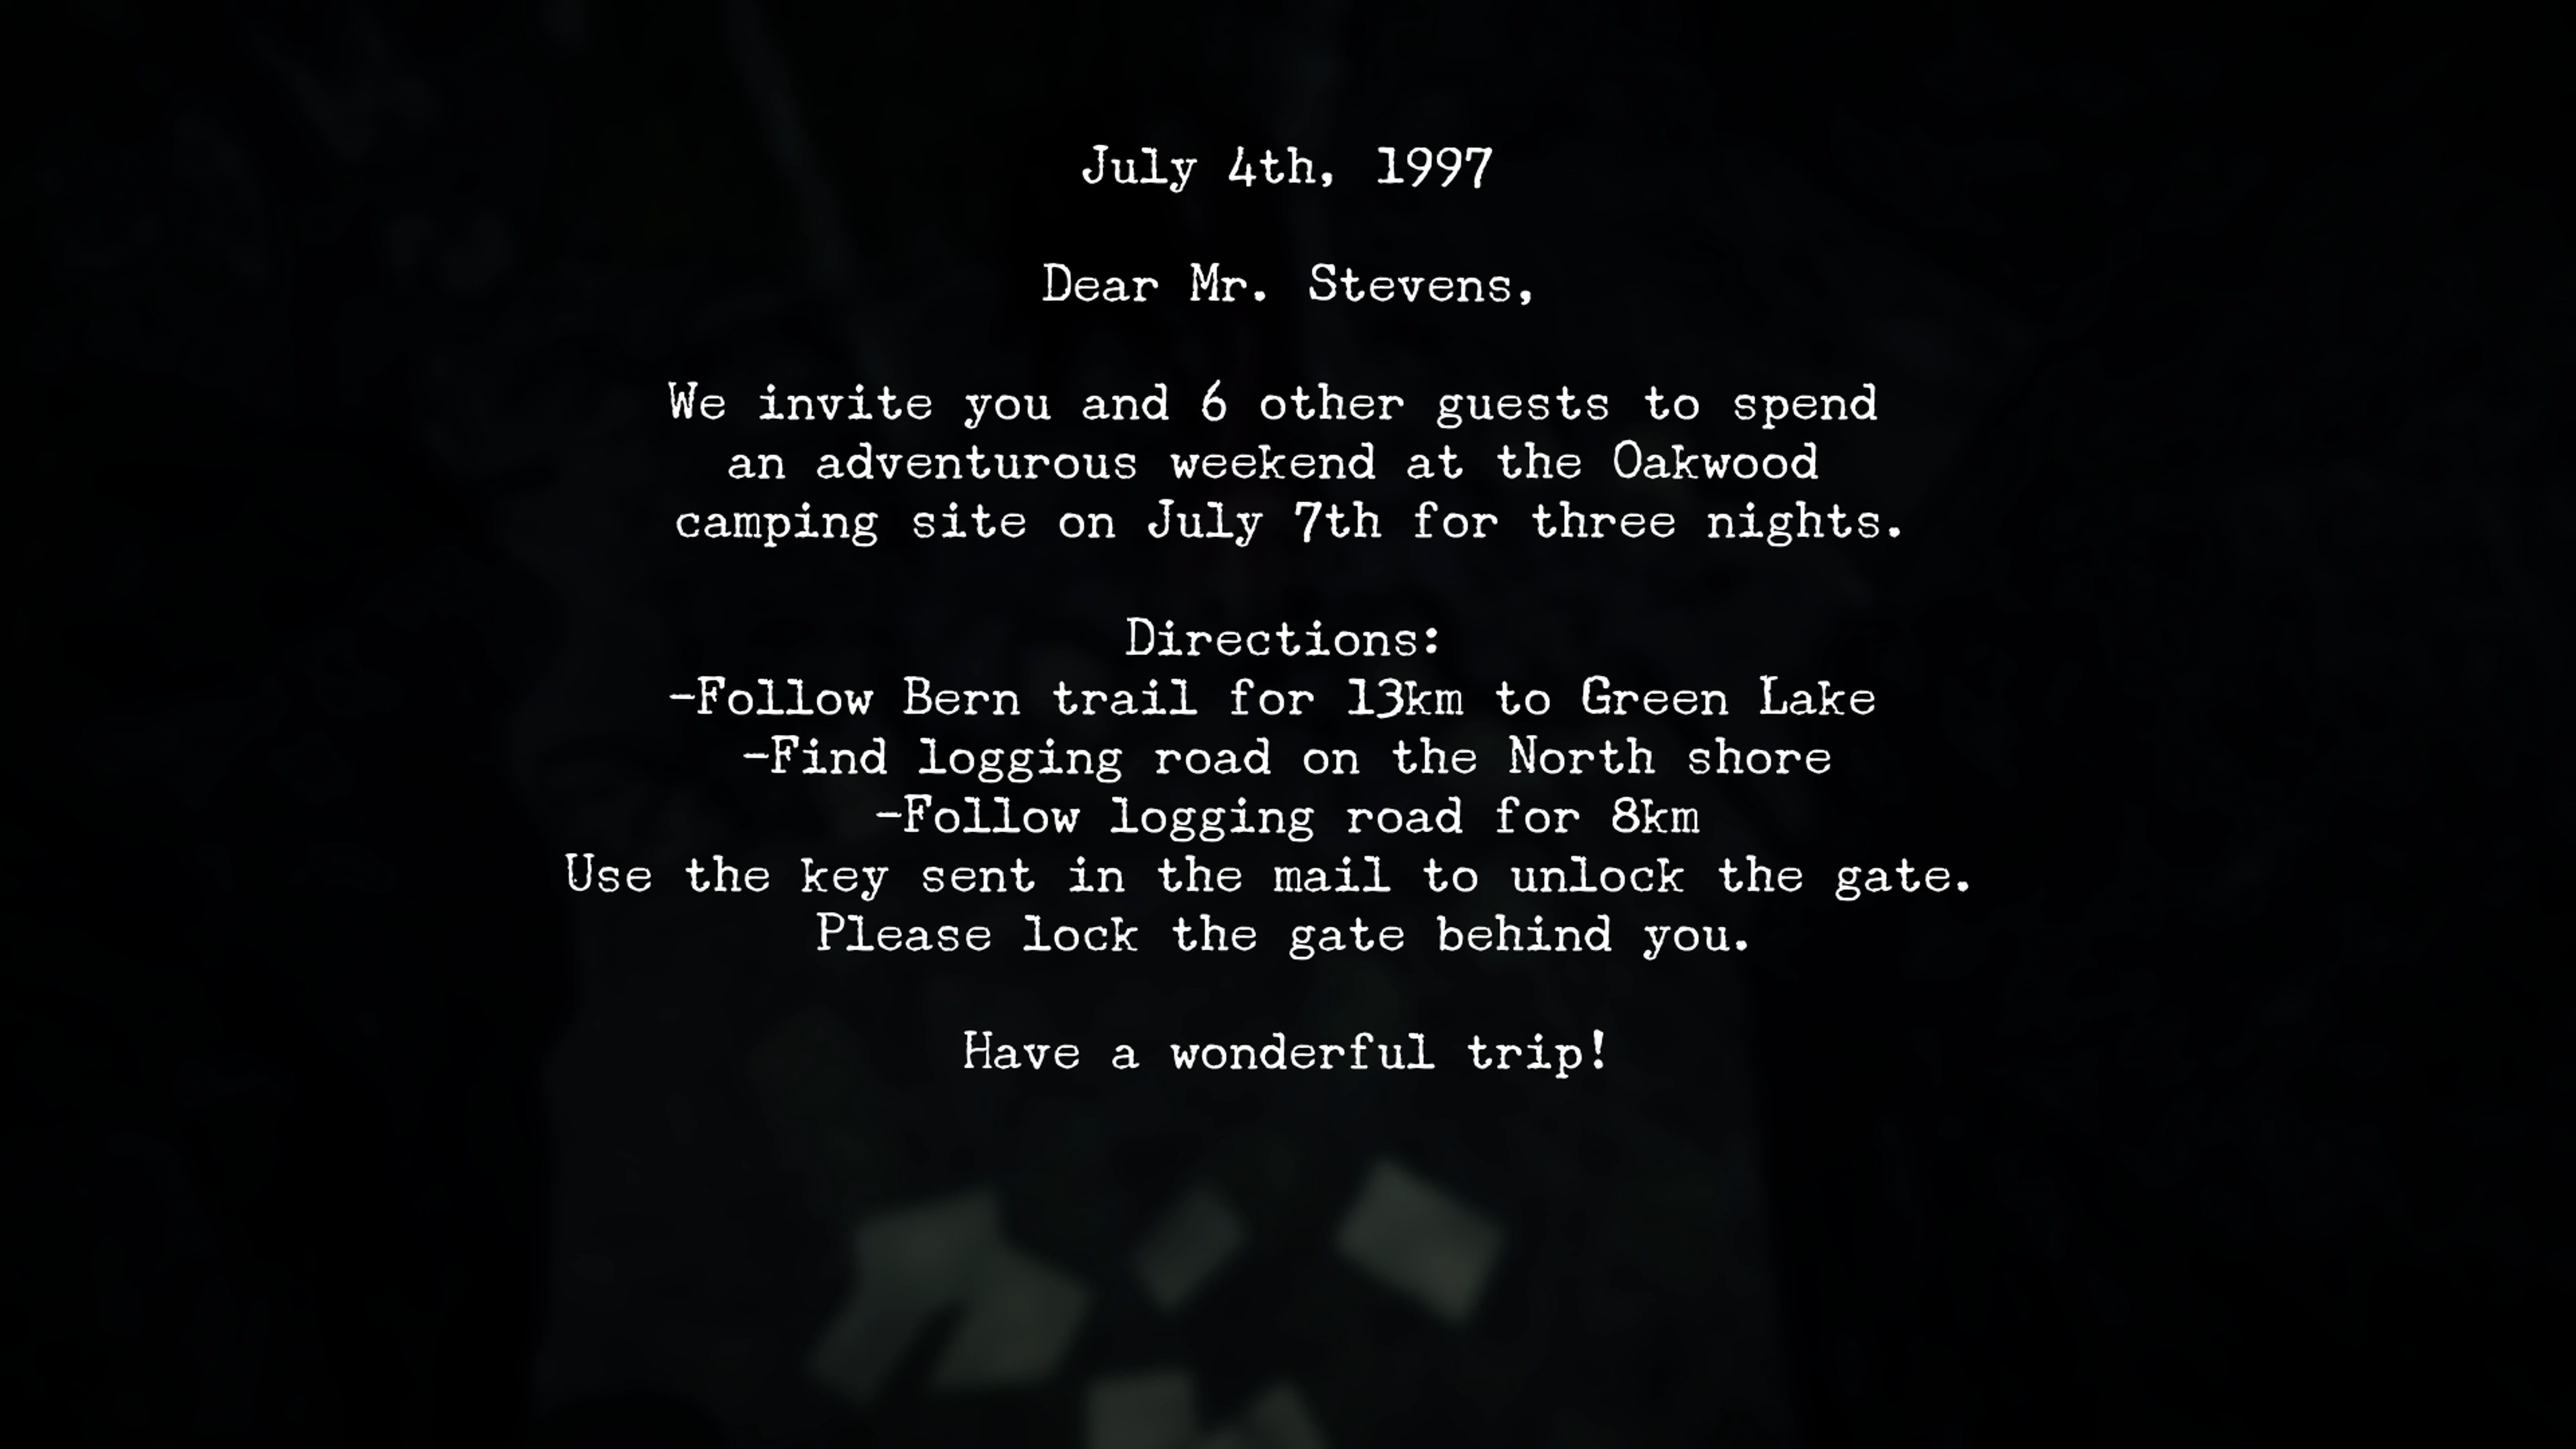 July 4th, 1997
Dear Mr. Stevens,
We invite you and 6 other guests to spend
an adventurous weekend at the Oakwood
camping site on July 7th for three nights.
Directions:
-Follow Bern trail for 13km to Green Lake
-Find logging road on the North shore
-Follow logging road for 8km
Use the key sent in the mail to unlock the gate.
Please lock the gate behind you.
Have a wonderful trip!